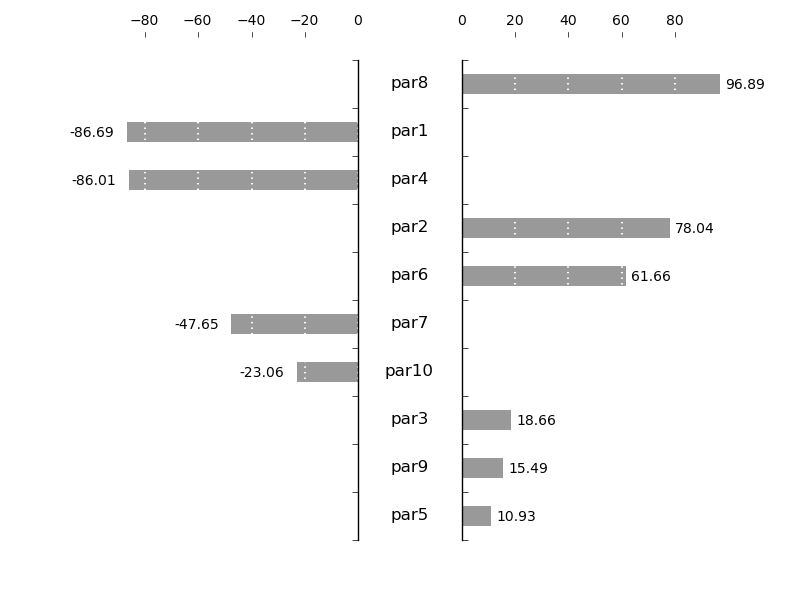 −80 −60 −40 −20 0 0 20 40 60 80
par8 96.89
-86.69 par1
-86.01 par4
par2 78.04
par6 61.66
-47.65 par7
-23.06 par10
par3 18.66
par9 15.49
par5 10.93